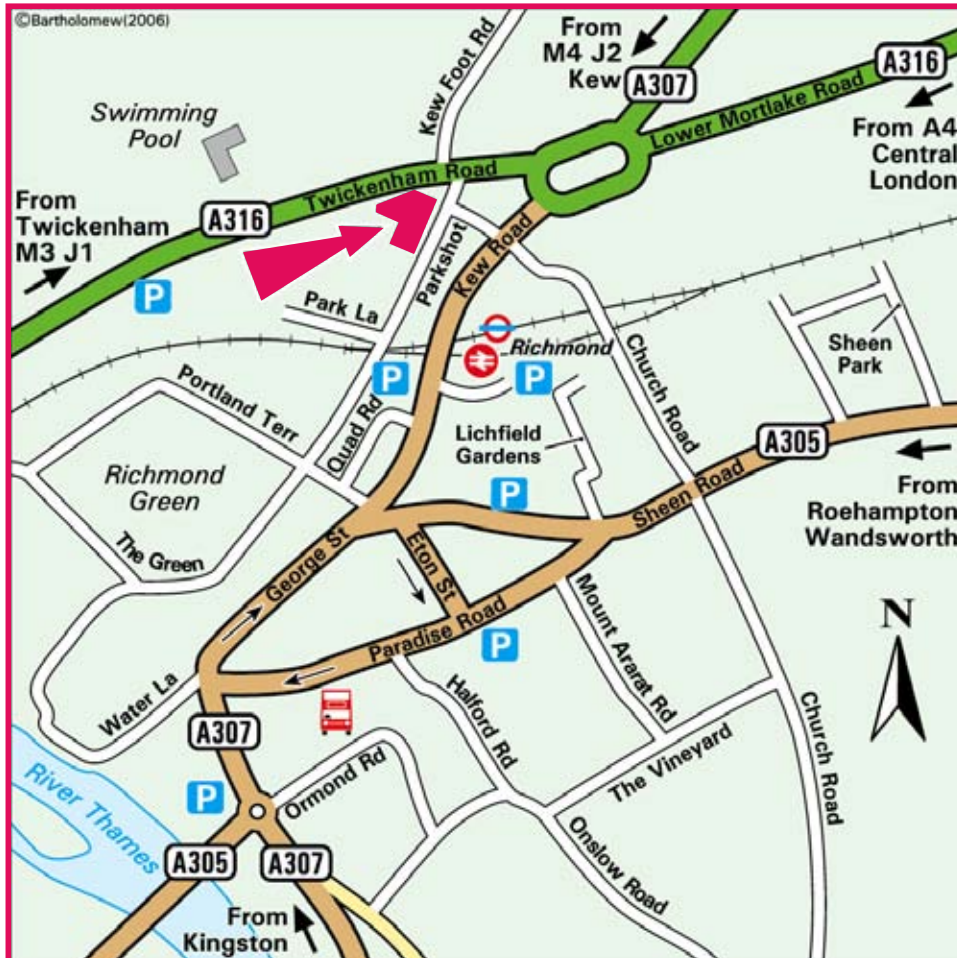 ©Bartholomew(2006)
Kew Foot Rd
From
M4 J2
Kew
A307
A316
Lower Mortlake Road
From A4
Central
London
Swimming
Pool
Twickenham Road
A316
From
Twickenham
M3 J1
P
Parkshot
Kew Road
Park La
Richmond
P
P
Church Road
Sheen
Park
Portland Terr
Quad Rd
Lichfield
Gardens
A305
Richmond
Green
P
Sheen Road
From
Roehampton
Wandsworth
The Green
George St
Eton St
Paradise Road
P
Mount Ararat Rd
N
Water La
Halford Rd
A307
The Vineyard
Church Road
River Thames
P
Ormond Rd
Onslow Road
A305
A307
From
Kingston